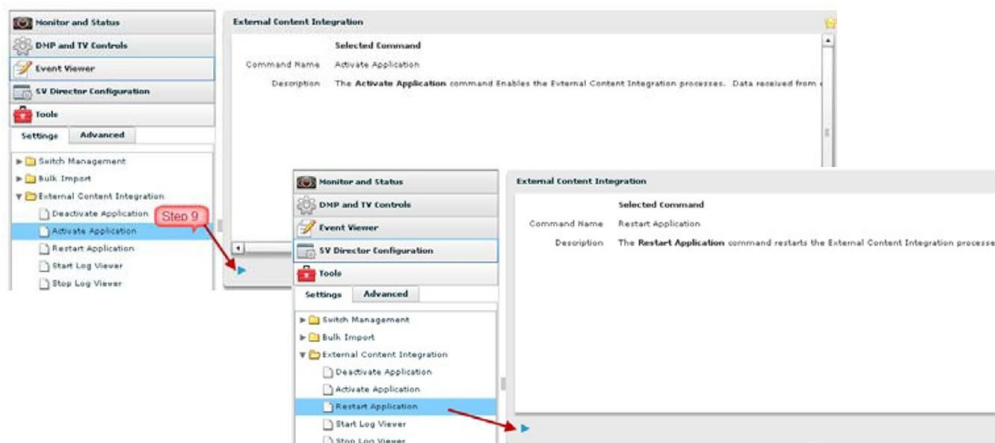 Monitor and Status
DMP and TV Controls
Event Viewer
SV Director Configuration
Tools
Settings Advanced
Switch Management
Bulk Import
External Content Integration
Deactivate Application
Activate Application
Restart Application
Start Log Viewer
Stop Log Viewer
Step 9
External Content Integration
Selected Command
Command Name Activate Application
Description The Activate Application command Enables the External Content Integration processes. Data received from
Monitor and Status
DMP and TV Controls
Event Viewer
SV Director Configuration
Tools
Settings Advanced
Switch Management
Bulk Import
External Content Integration
Deactivate Application
Activate Application
Restart Application
Start Log Viewer
Stop Log Viewer
External Content Integration
Selected Command
Command Name Restart Application
Description The Restart Application command restarts the External Content Integration processe